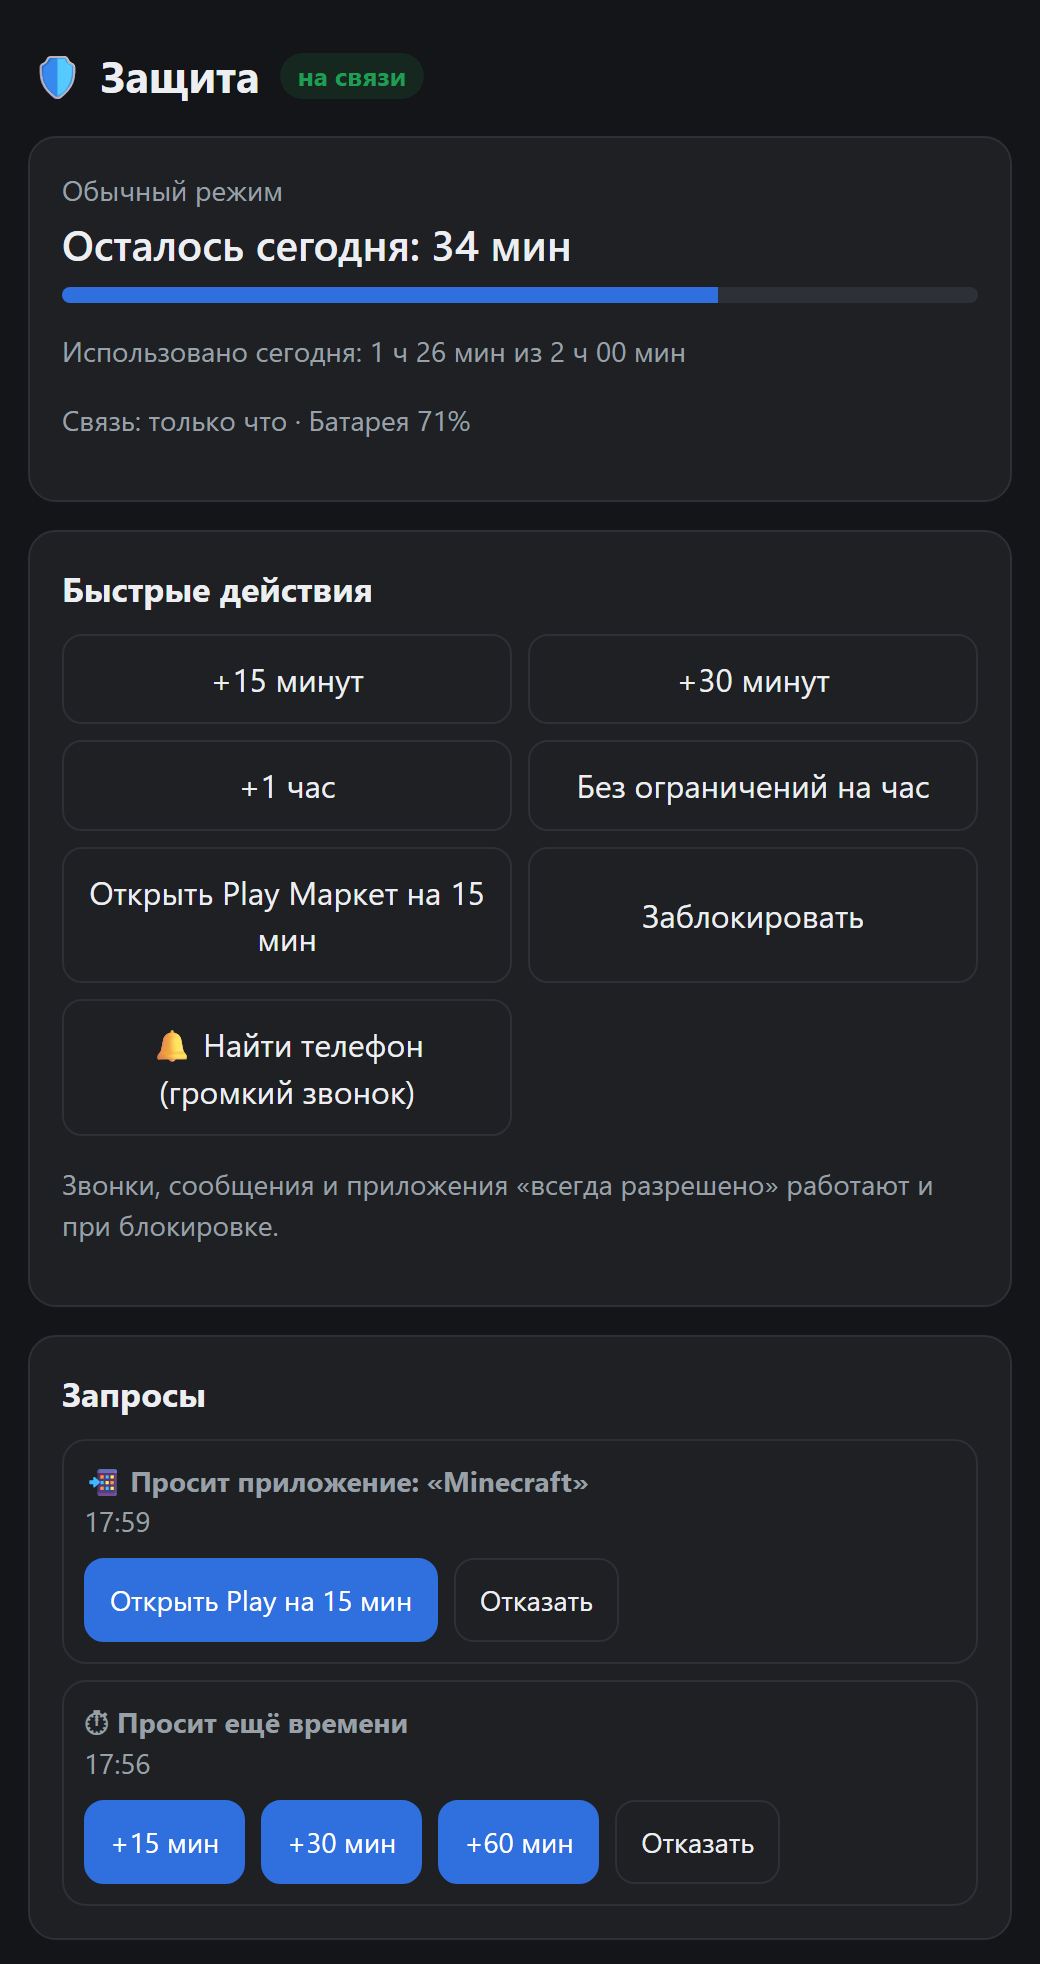 Защита
на связи
Обычный режим
Осталось сегодня: 34 мин
Использовано сегодня: 1 ч 26 мин из 2 ч 00 мин
Связь: только что · Батарея 71%
Быстрые действия
+15 минут
+30 минут
+1 час
Без ограничений на час
Открыть Play Маркет на 15
мин
Заблокировать
Найти телефон
(громкий звонок)
Звонки, сообщения и приложения «всегда разрешено» работают и
при блокировке.
Запросы
Просит приложение: «Minecraft»
17:59
Открыть Play на 15 мин
Отказать
Просит ещё времени
17:56
+15 мин
+30 мин
+60 мин
Отказать